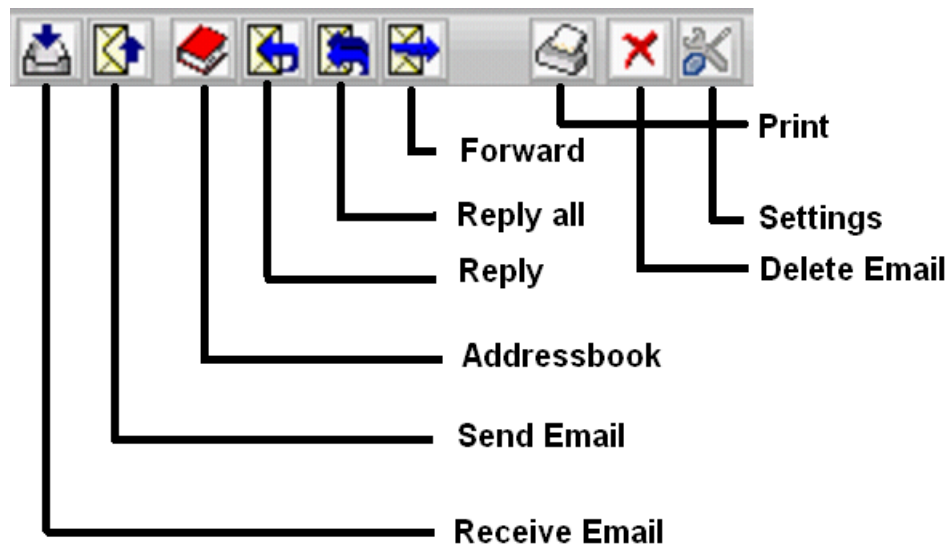 Print
Forward
Reply all
Settings
Reply
Delete Email
Addressbook
Send Email
Receive Email